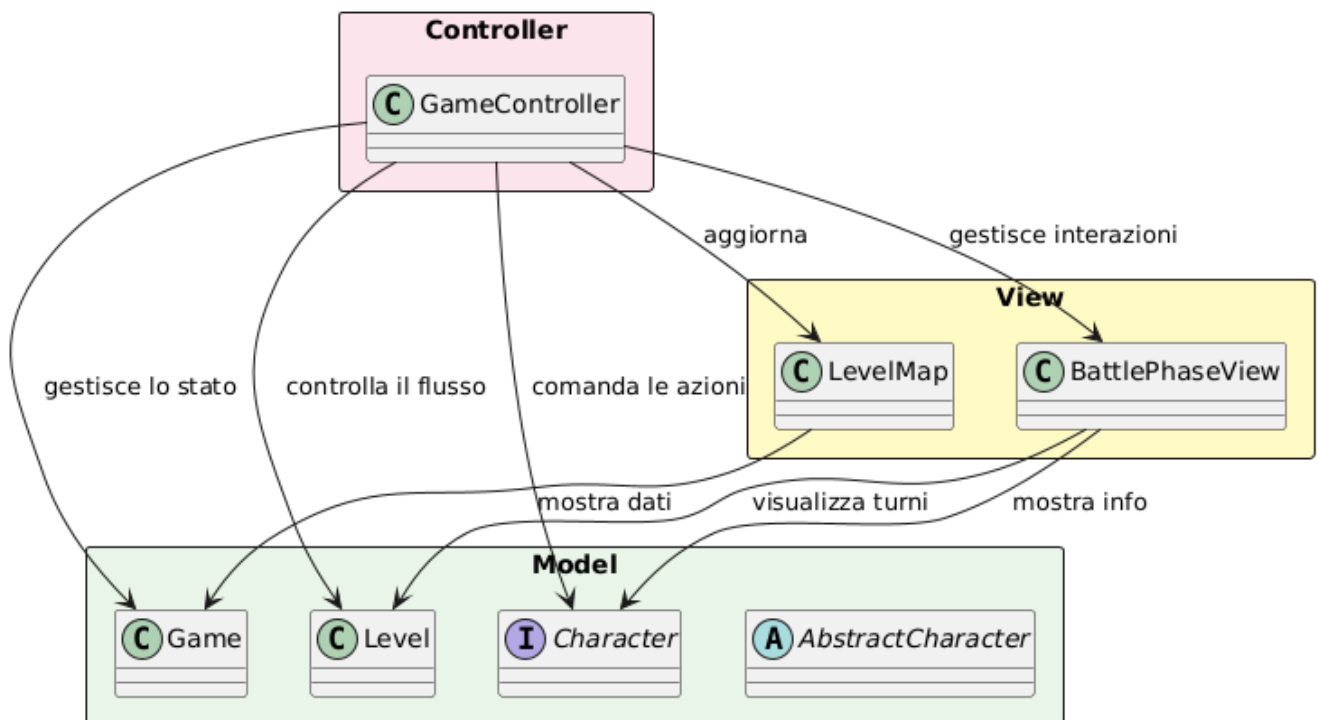 Controller
C GameController
aggiorna
gestisce interazioni
View
gestisce lo stato
controlla il flusso
comanda le azioni
C LevelMap
C BattlePhaseView
mostra dati
visualizza turni
mostra info
Model
C Game
C Level
I Character
A AbstractCharacter